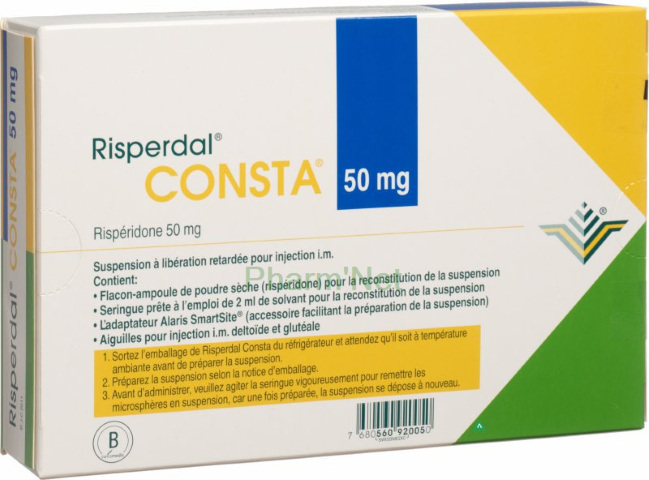 Risperdal®
CONSTA®
50 mg
Rispéridone 50 mg
Suspension à libération retardée pour injection i.m.
Contient:
• Flacon-ampoule de poudre sèche (risperidone) pour la reconstitution de la suspension
• Seringue prête à l'emploi de 2 ml de solvant pour la reconstitution de la suspension
• L'adaptateur Alaris SmartSite® (accessoire facilitant la préparation de la suspension)
• Aiguilles pour injection i.m. deltoïde et glutéale
1. Sortez l'emballage de Risperdal Consta du réfrigérateur et attendez qu'il soit à température
ambiante avant de préparer la suspension.
2. Préparez la suspension selon la notice d'emballage.
3. Avant d'administrer, veuillez agiter la seringue vigoureusement pour remettre les
microsphères en suspension, car une fois préparée, la suspension se dépose à nouveau.
7 680560 920050
B
Risperdal® CONSTA® 50 mg
Pharm'Net
®